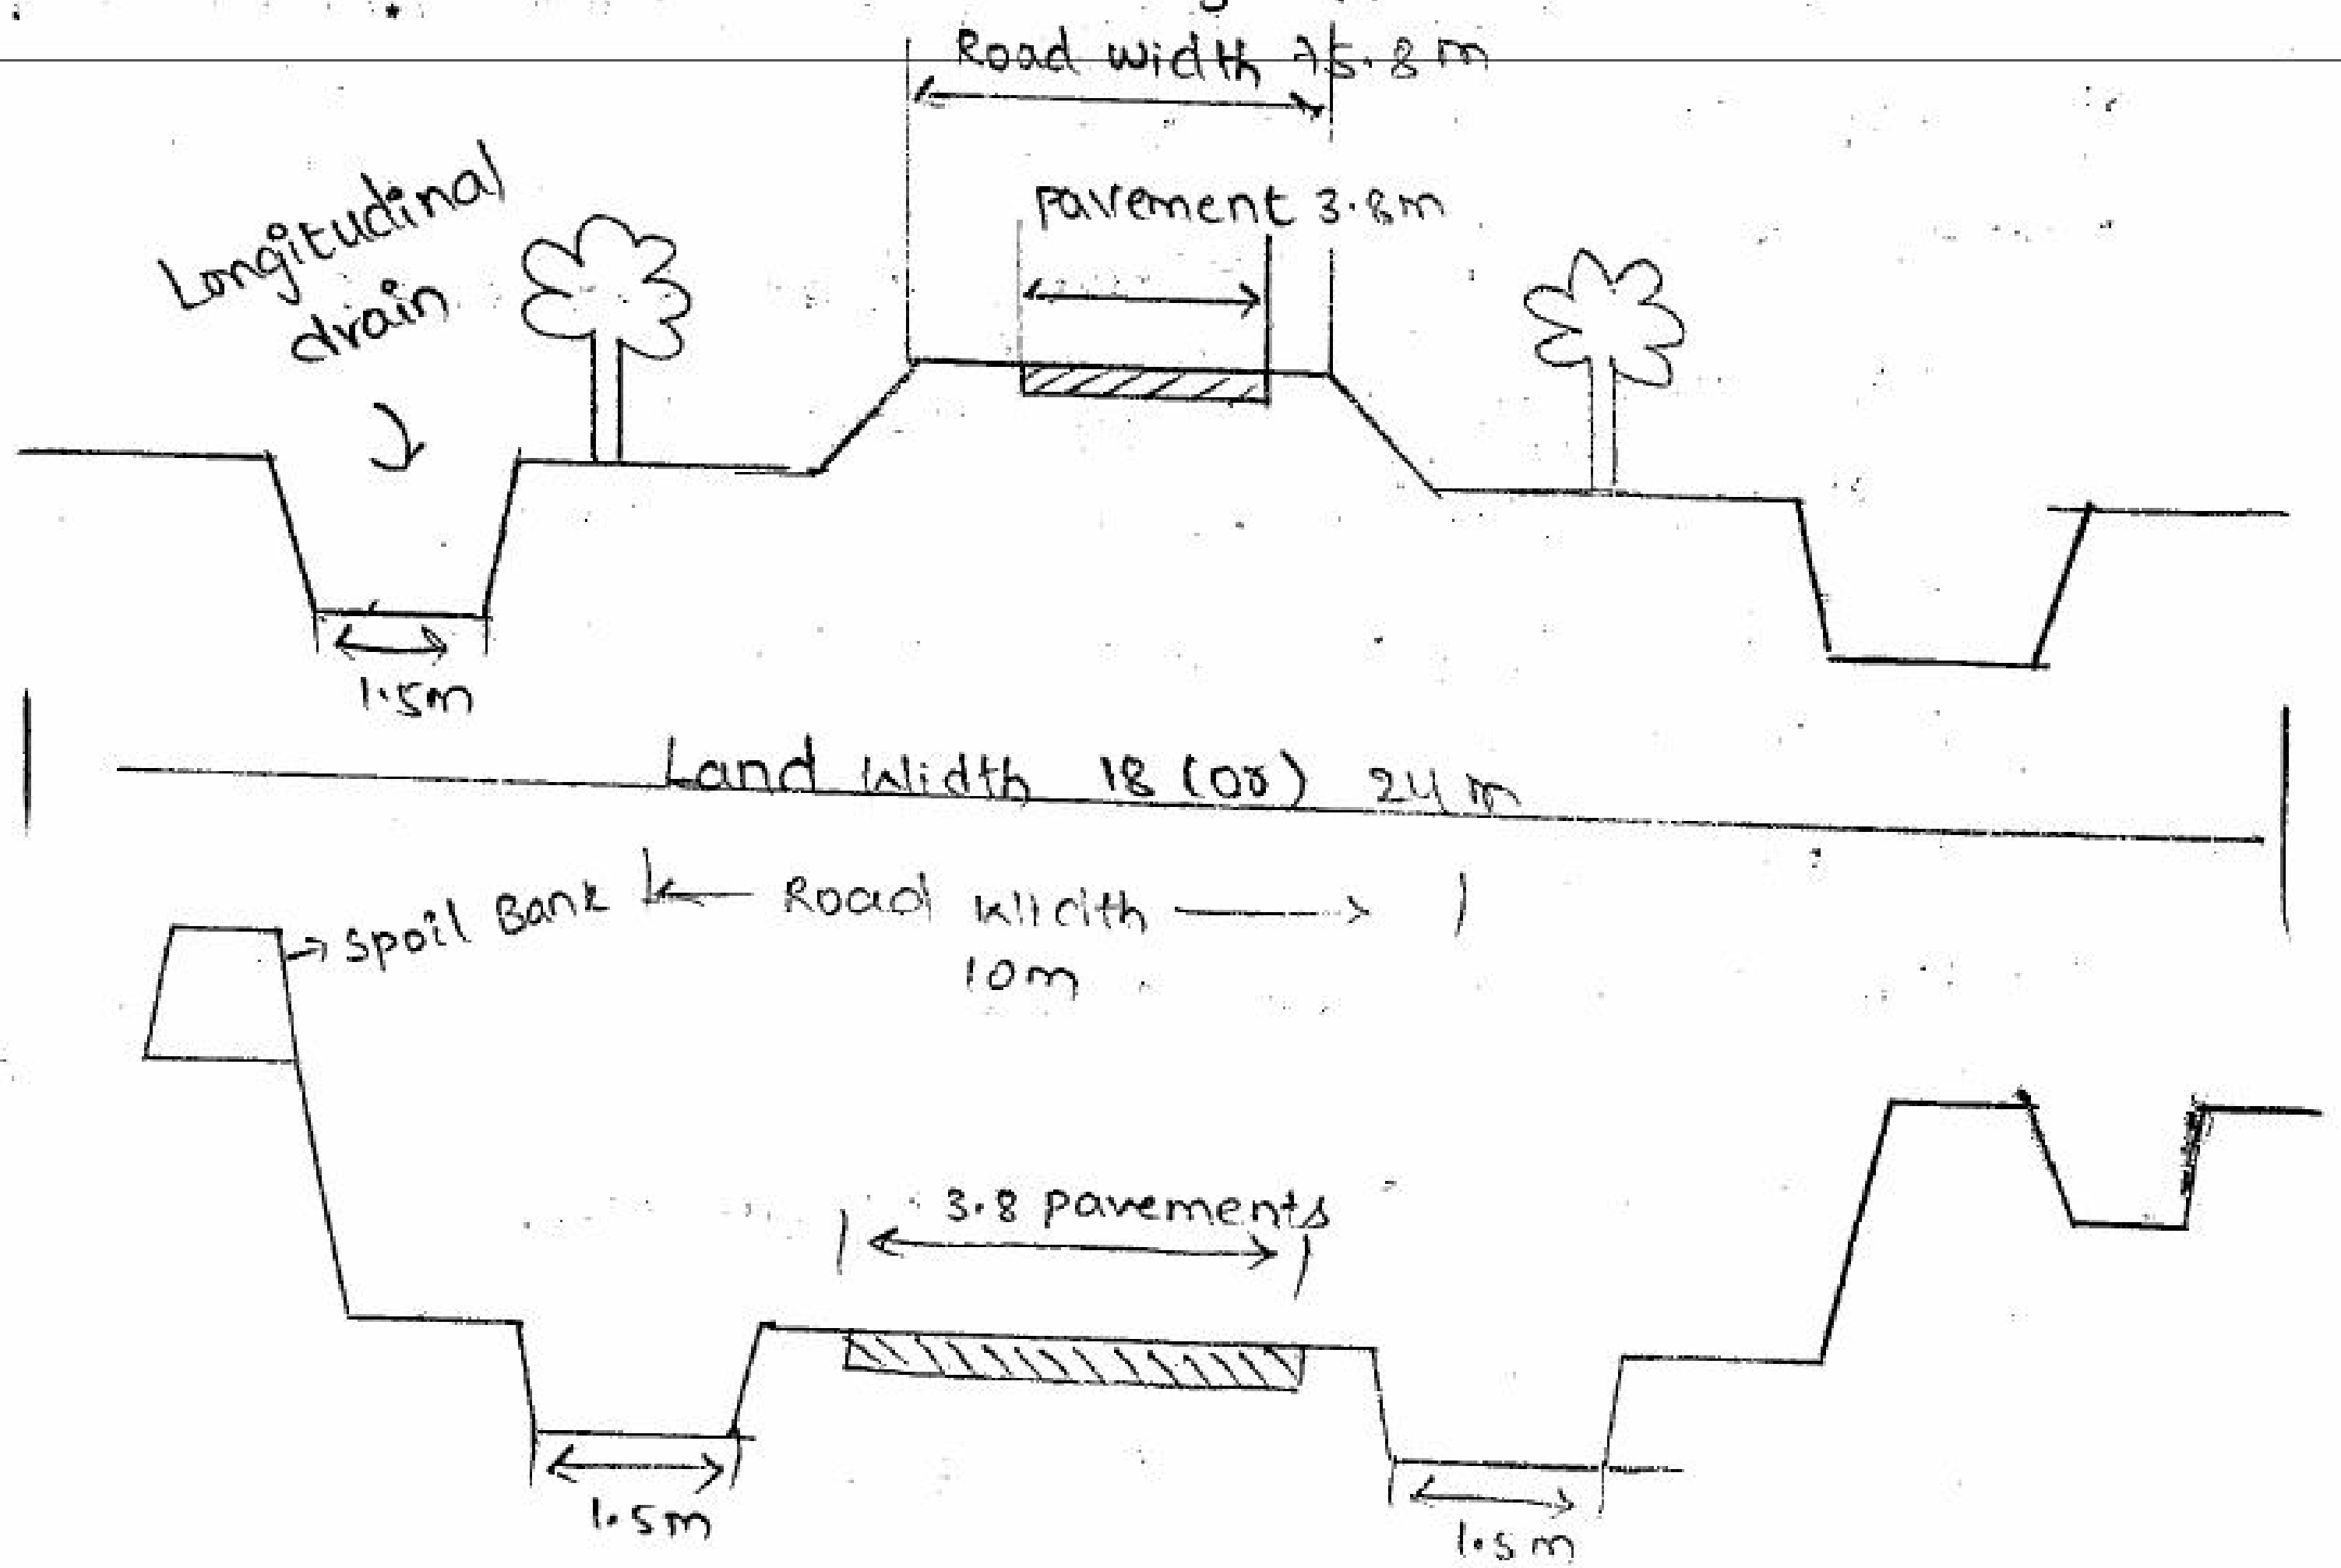 Road width 75.8m
Pavement 3.8m
Longitudinal
drain
1.5m
Land Width 18 (or) 24 m
Spoil Bank
Road Width
10m
3.8 Pavements
1.5m
1.5m